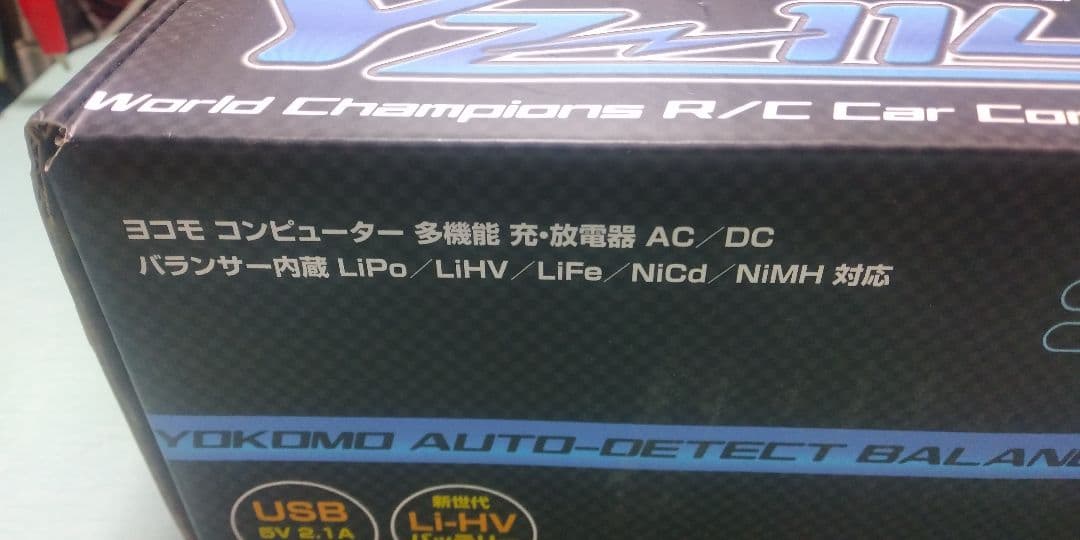 World Champions R/C Car
ヨコモ コンピューター 多機能 充・放電器 AC／DC
バランサー内蔵 LiPo／LiHV／LiFe／NiCd／NiMH 対応
YOKOMO AUTO-DETECT
USB
5V 2.1A
新世代
Li-HV